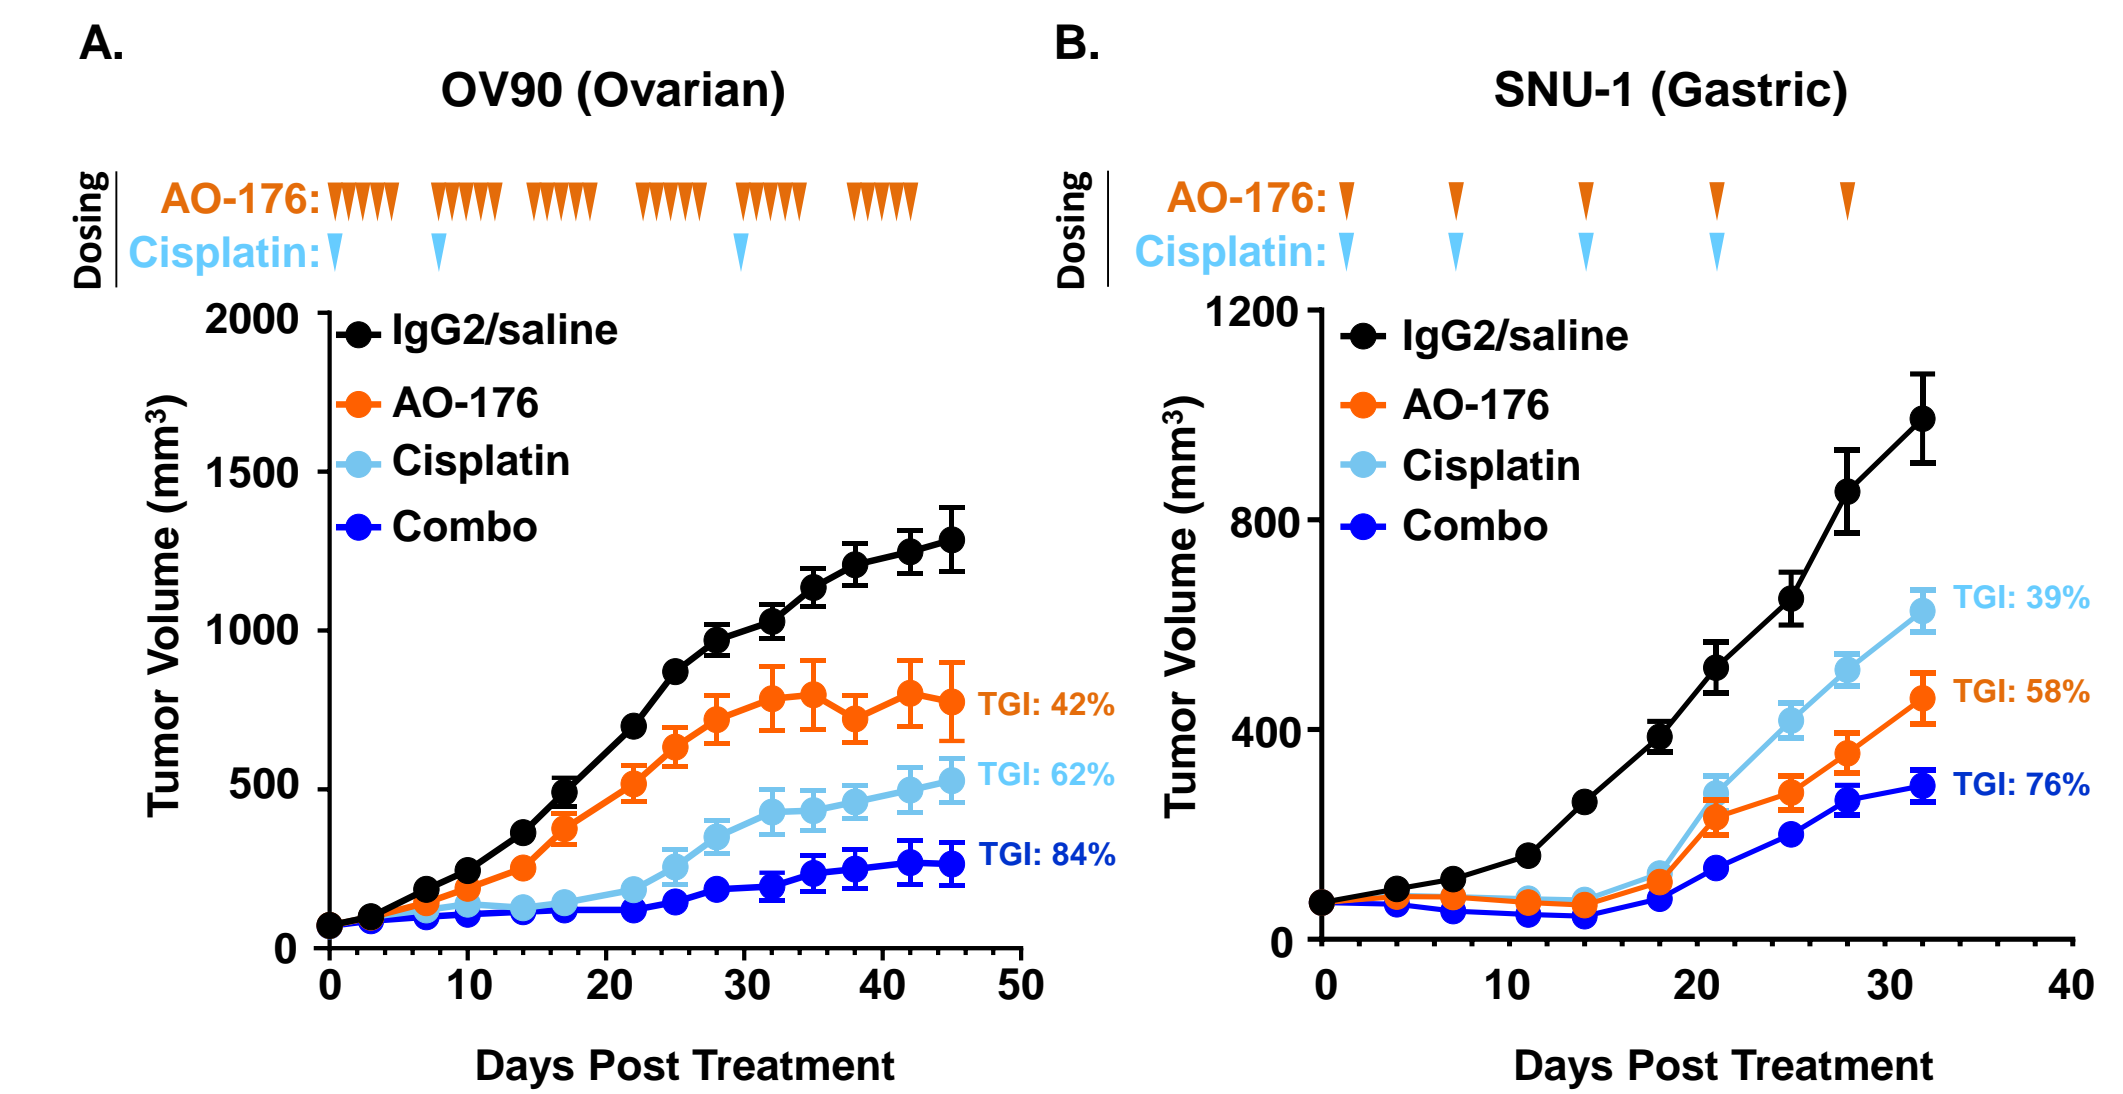 A.
OV90 (Ovarian)
Dosing
AO-176:
Cisplatin:
2000
1500
1000
500
0
Tumor Volume (mm³)
IgG2/saline
AO-176
Cisplatin
Combo
TGI: 42%
TGI: 62%
TGI: 84%
0 10 20 30 40 50
Days Post Treatment
B.
SNU-1 (Gastric)
Dosing
AO-176:
Cisplatin:
1200
800
400
0
Tumor Volume (mm³)
IgG2/saline
AO-176
Cisplatin
Combo
TGI: 39%
TGI: 58%
TGI: 76%
0 10 20 30 40
Days Post Treatment